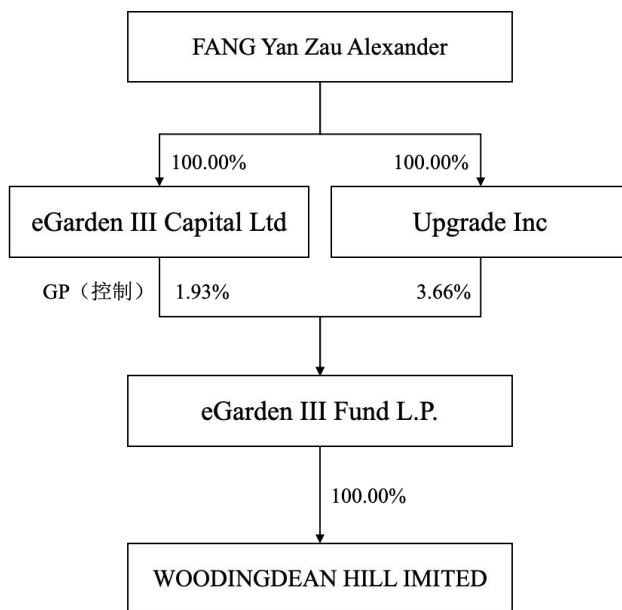 FANG Yan Zau Alexander
100.00% 100.00%
eGarden III Capital Ltd Upgrade Inc
GP（控制） 1.93% 3.66%
eGarden III Fund L.P.
100.00%
WOODINGDEAN HILL IMITED